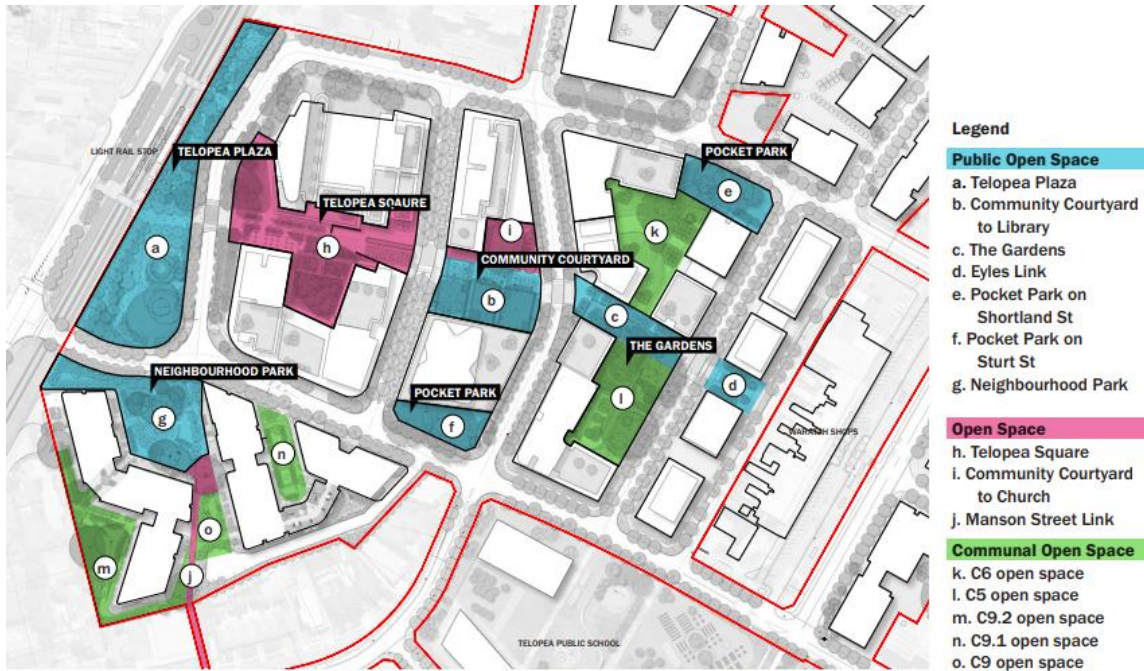 LIGHT RAIL STOP
TELOPEA PLAZA
a
TELOPEA SQAURE
h
i
COMMUNITY COURTYARD
b
POCKET PARK
e
k
c
THE GARDENS
d
l
NEIGHBOURHOOD PARK
g
POCKET PARK
f
n
o
m
j
WARATAH SHOPS
TELOPEA PUBLIC SCHOOL
Legend
Public Open Space
a. Telopea Plaza
b. Community Courtyard
to Library
c. The Gardens
d. Eyles Link
e. Pocket Park on
Shortland St
f. Pocket Park on
Sturt St
g. Neighbourhood Park
Open Space
h. Telopea Square
i. Community Courtyard
to Church
j. Manson Street Link
Communal Open Space
k. C6 open space
l. C5 open space
m. C9.2 open space
n. C9.1 open space
o. C9 open space